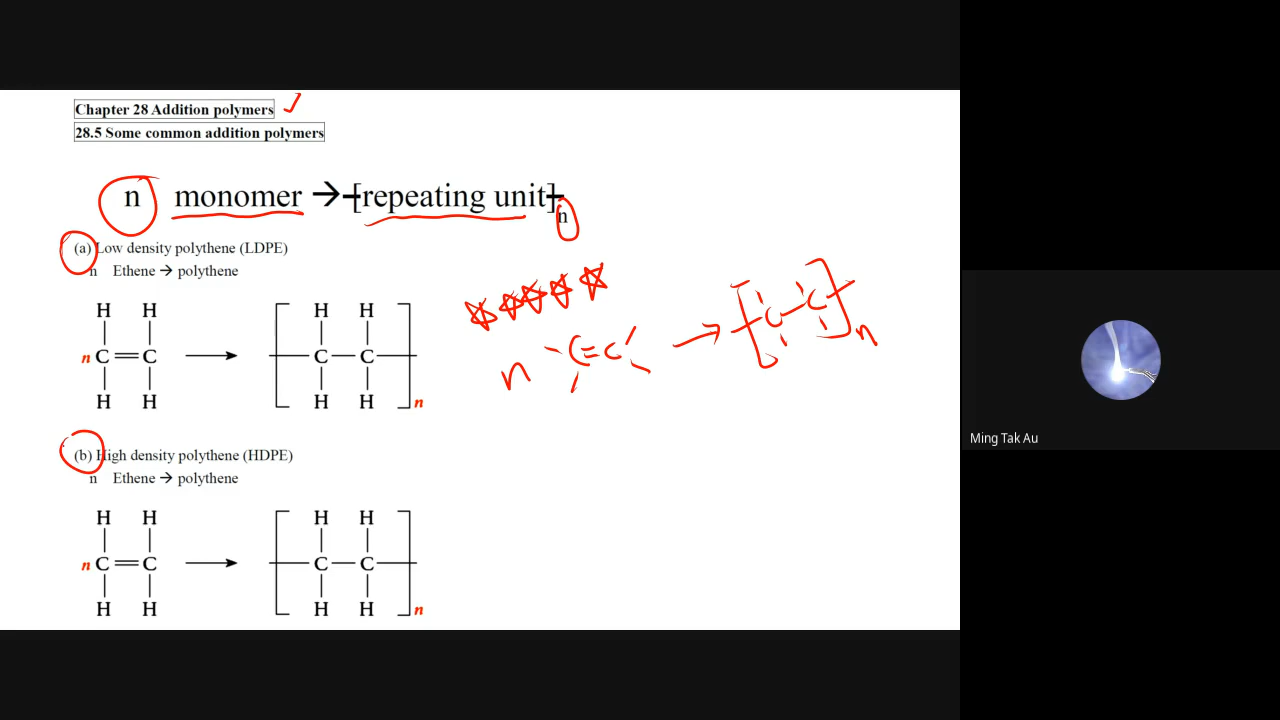 Chapter 28 Addition polymers
28.5 Some common addition polymers
n monomer → [repeating unit]n
(a) Low density polythene (LDPE)
n Ethene → polythene
H H H H
n C = C → C — C
H H H H n
n C = C → [ C — C ] n
(b) High density polythene (HDPE)
n Ethene → polythene
H H H H
n C = C → C — C
H H H H n
Ming Tak Au